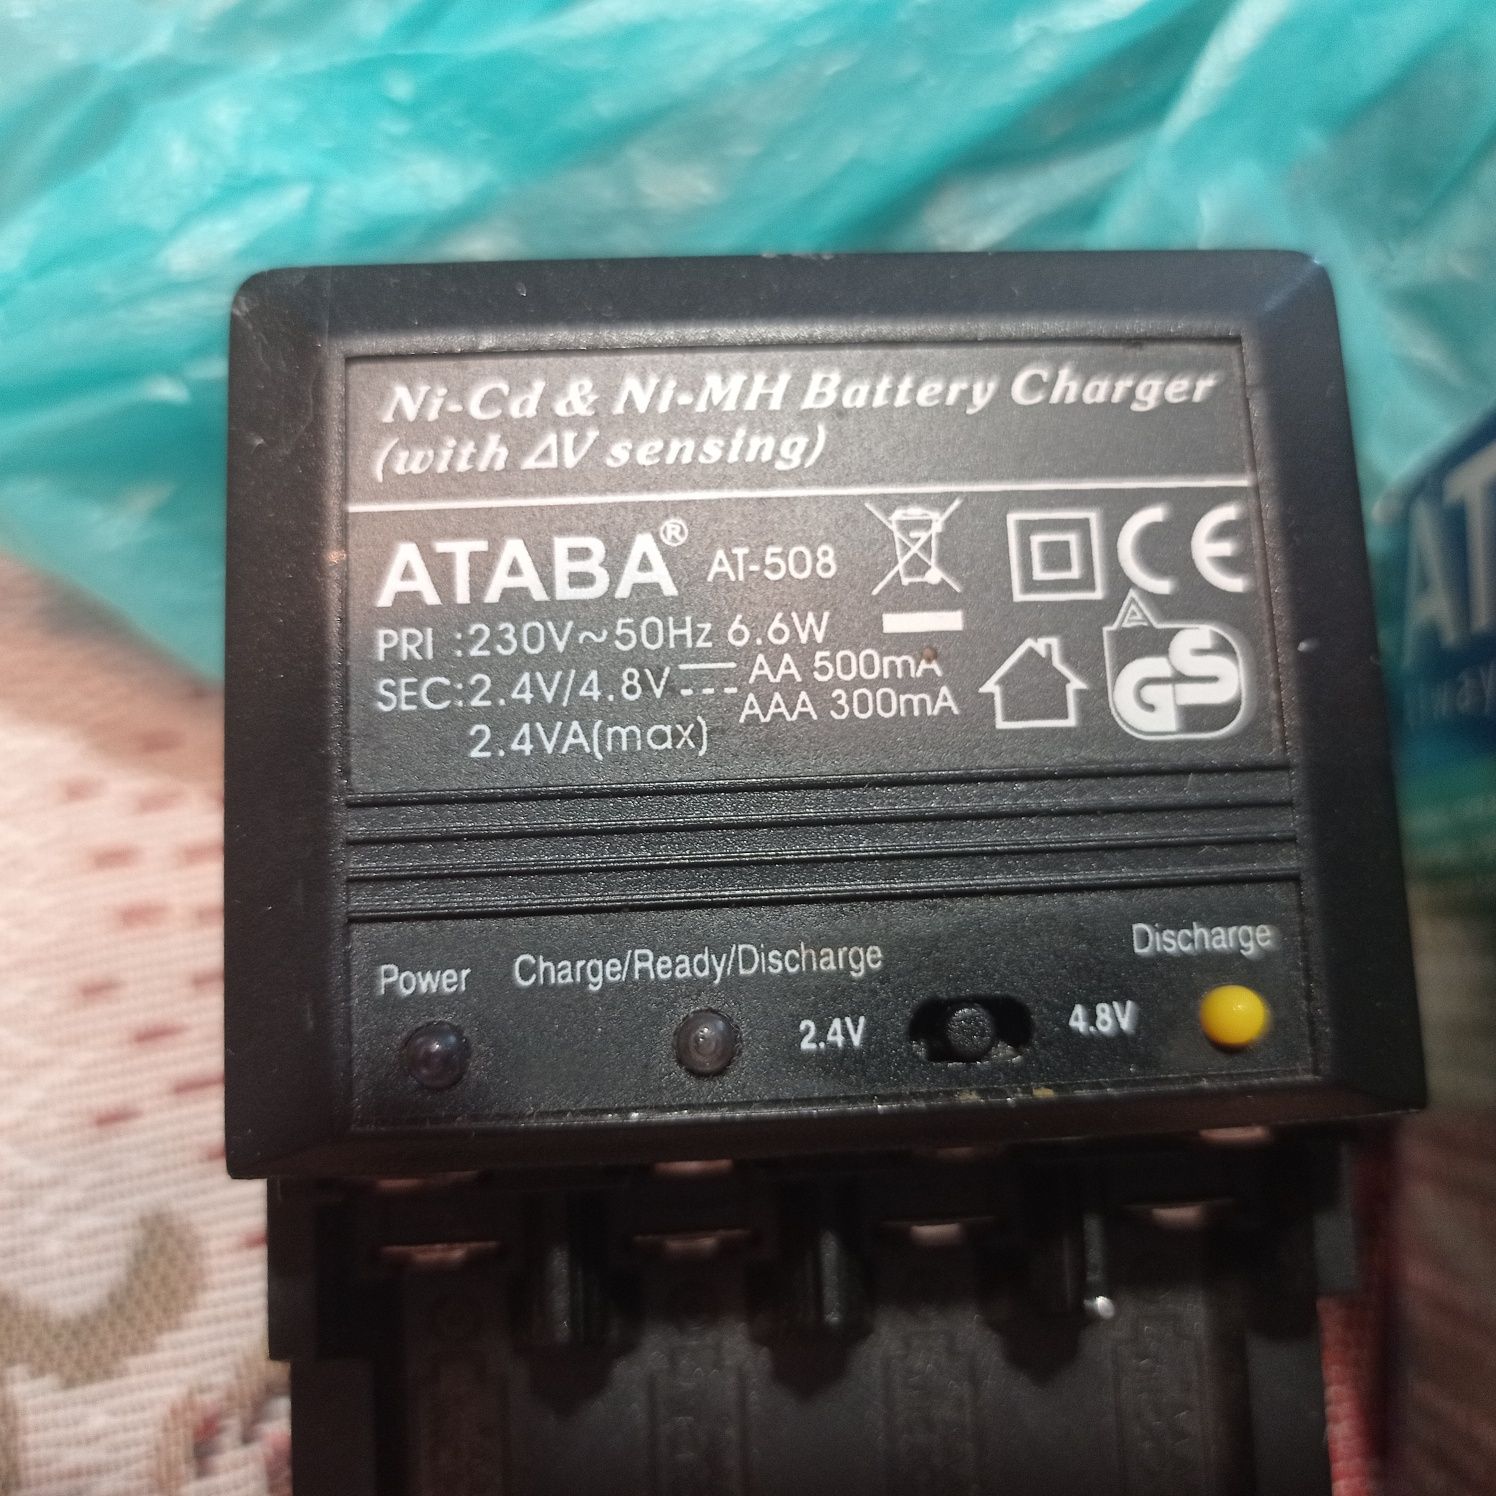 Ni-Cd & Ni-MH Battery Charger
(with ΔV sensing)
ATABA® AT-508
PRI :230V~50Hz 6.6W
SEC:2.4V/4.8V AA 500mA
AAA 300mA
2.4VA(max)
CE
GS
Power
Charge/Ready/Discharge
2.4V
4.8V
Discharge
AT